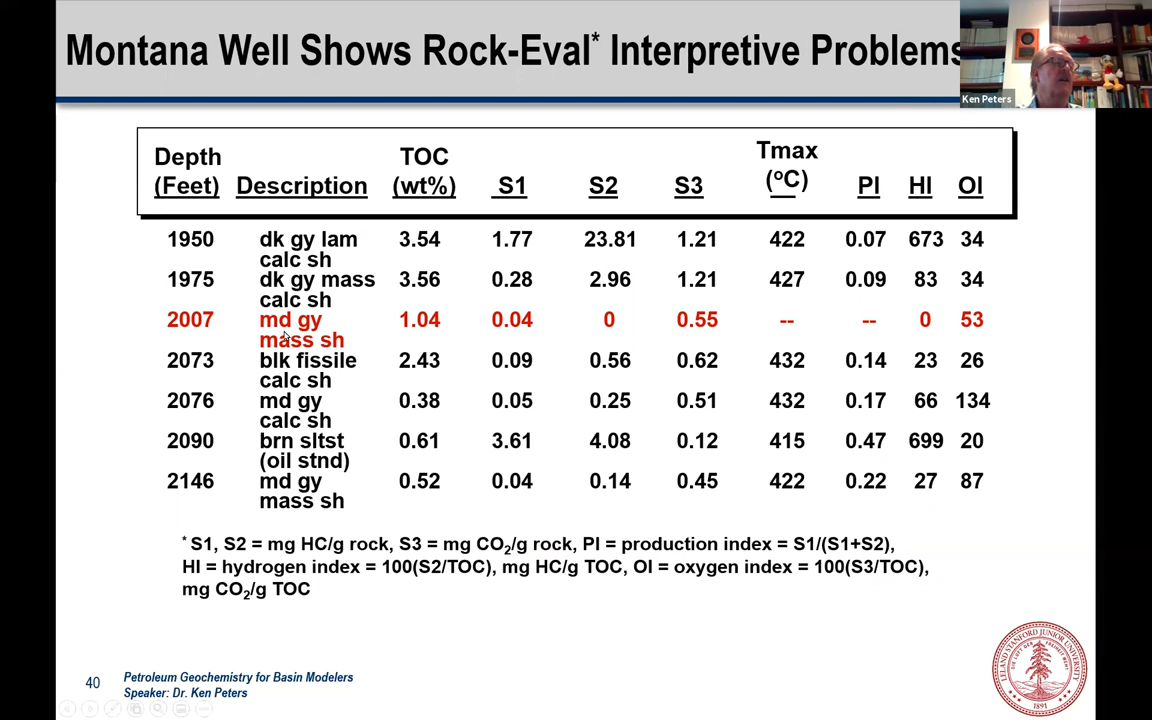 Montana Well Shows Rock-Eval* Interpretive Problems
Ken Peters
Depth (Feet) Description TOC (wt%) S1 S2 S3 Tmax (oC) PI HI OI
1950 dk gy lam calc sh 3.54 1.77 23.81 1.21 422 0.07 673 34
1975 dk gy mass calc sh 3.56 0.28 2.96 1.21 427 0.09 83 34
2007 md gy mass sh 1.04 0.04 0 0.55 -- -- 0 53
2073 blk fissile calc sh 2.43 0.09 0.56 0.62 432 0.14 23 26
2076 md gy calc sh 0.38 0.05 0.25 0.51 432 0.17 66 134
2090 brn sltst (oil stnd) 0.61 3.61 4.08 0.12 415 0.47 699 20
2146 md gy mass sh 0.52 0.04 0.14 0.45 422 0.22 27 87
* S1, S2 = mg HC/g rock, S3 = mg CO2/g rock, PI = production index = S1/(S1+S2),
HI = hydrogen index = 100(S2/TOC), mg HC/g TOC, OI = oxygen index = 100(S3/TOC),
mg CO2/g TOC
40
Petroleum Geochemistry for Basin Modelers
Speaker: Dr. Ken Peters
LELAND STANFORD JUNIOR UNIVERSITY
1891